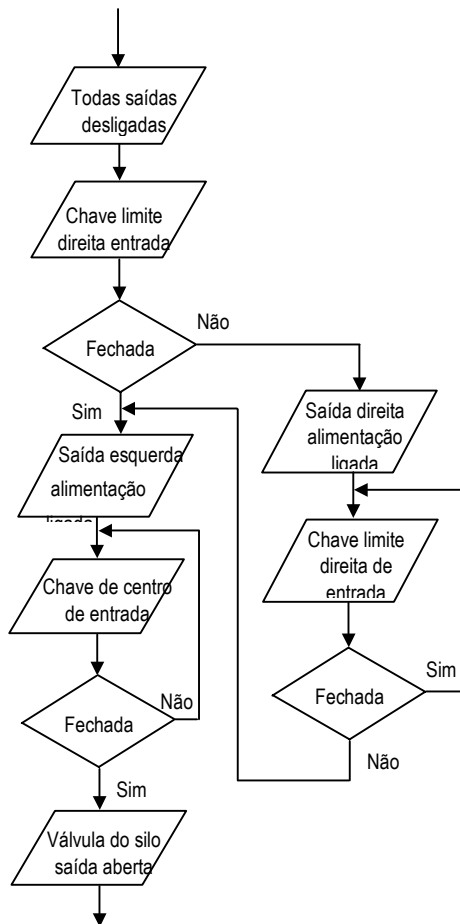 Todas saídas
desligadas
Chave limite
direita entrada
Fechada
Não
Sim
Saída esquerda
alimentação
ligada
Chave de centro
de entrada
Fechada
Não
Sim
Válvula do silo
saída aberta
Saída direita
alimentação
ligada
Chave limite
direita de
entrada
Fechada
Sim
Não